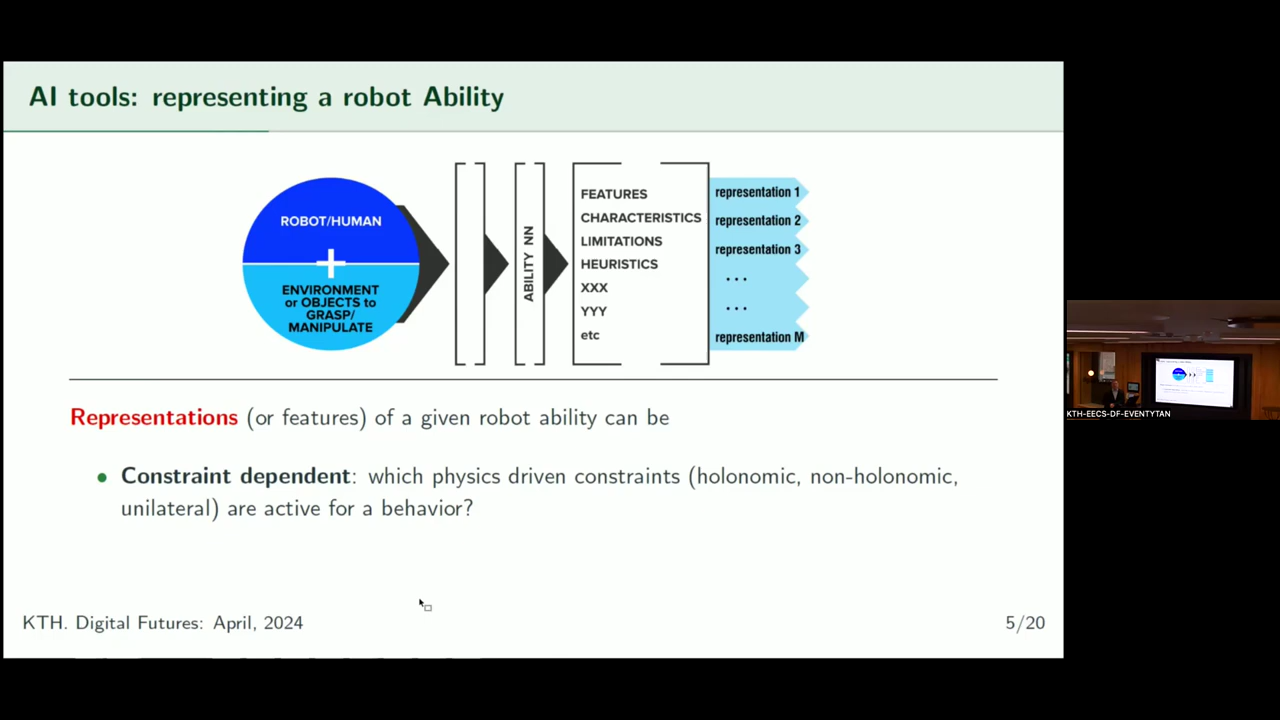 AI tools: representing a robot Ability
ROBOT/HUMAN
+
ENVIRONMENT
or OBJECTS to
GRASP/
MANIPULATE
ABILITY NN
FEATURES
CHARACTERISTICS
LIMITATIONS
HEURISTICS
XXX
YYY
etc
representation 1
representation 2
representation 3
...
...
representation M
Representations (or features) of a given robot ability can be
• Constraint dependent: which physics driven constraints (holonomic, non-holonomic,
unilateral) are active for a behavior?
KTH. Digital Futures: April, 2024
5/20
KTH-EECS-DF-EVENTYTAN